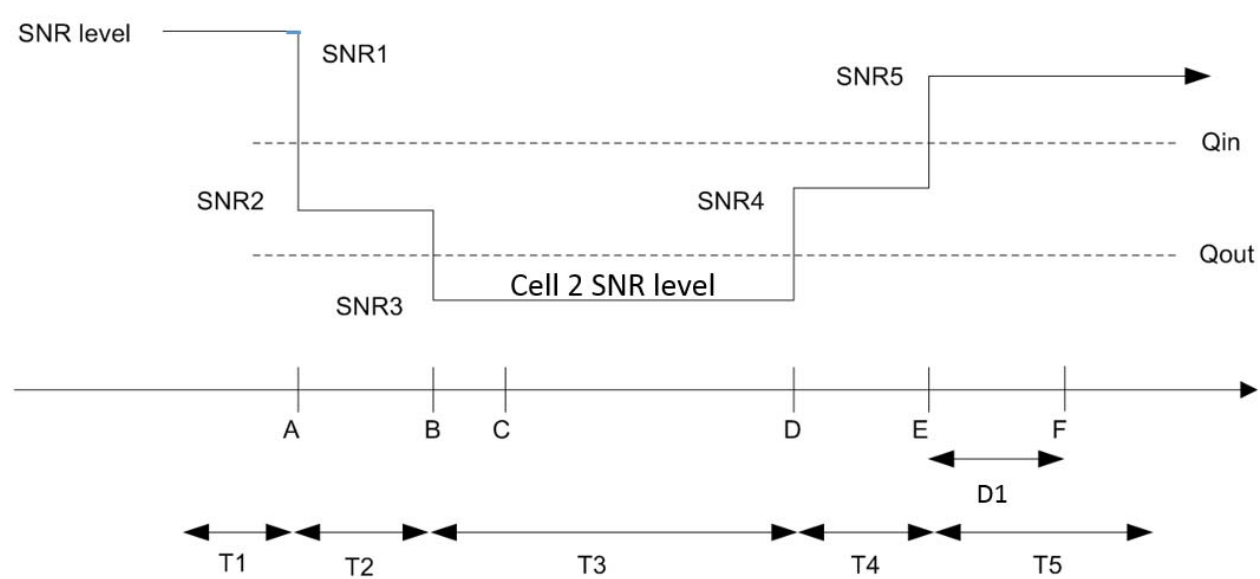 SNR level
SNR1
SNR5
Qin
SNR2
SNR4
Qout
Cell 2 SNR level
SNR3
A
B
C
D
E
F
D1
T1
T2
T3
T4
T5